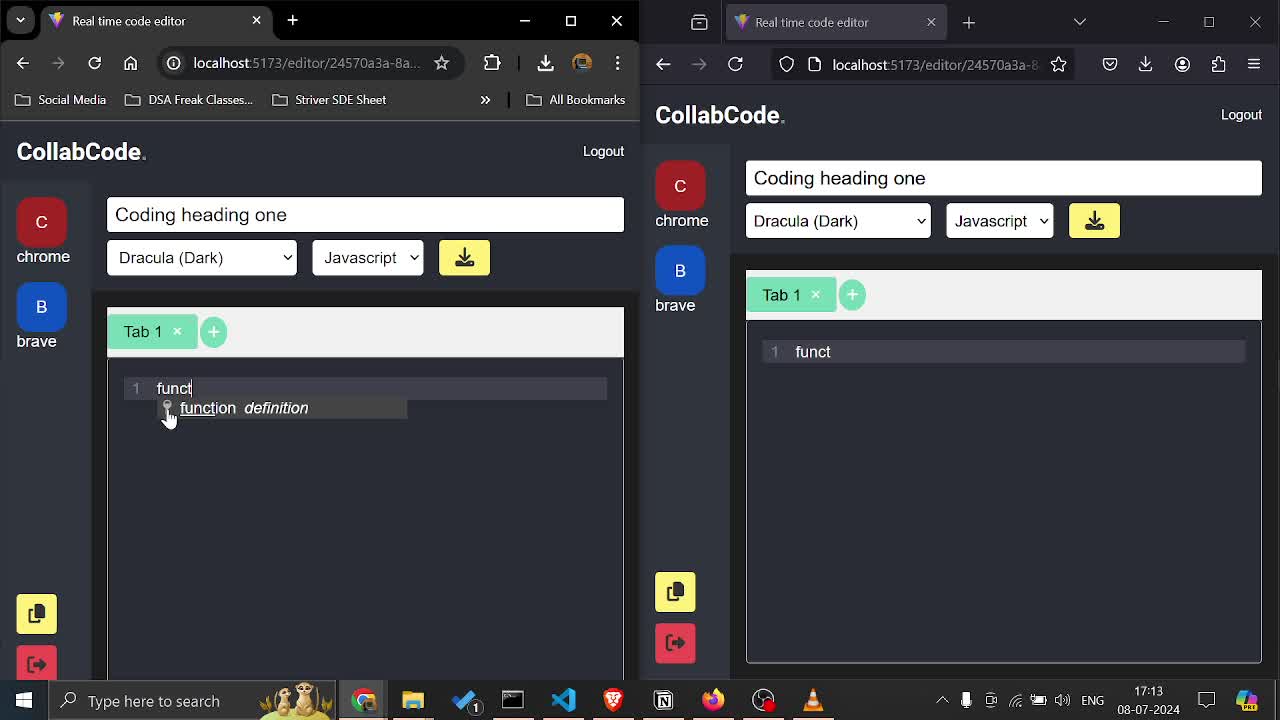 Real time code editor
localhost:5173/editor/24570a3a-8a...
Social Media
DSA Freak Classes...
Striver SDE Sheet
»
All Bookmarks
CollabCode.
Logout
C
chrome
B
brave
Coding heading one
Dracula (Dark)
Javascript
Tab 1 ×
+
1 funct
function definition
Real time code editor
localhost:5173/editor/24570a3a-8
CollabCode.
Logout
C
chrome
B
brave
Coding heading one
Dracula (Dark)
Javascript
Tab 1 ×
+
1 funct
Type here to search
1
ENG
17:13
08-07-2024
PRE